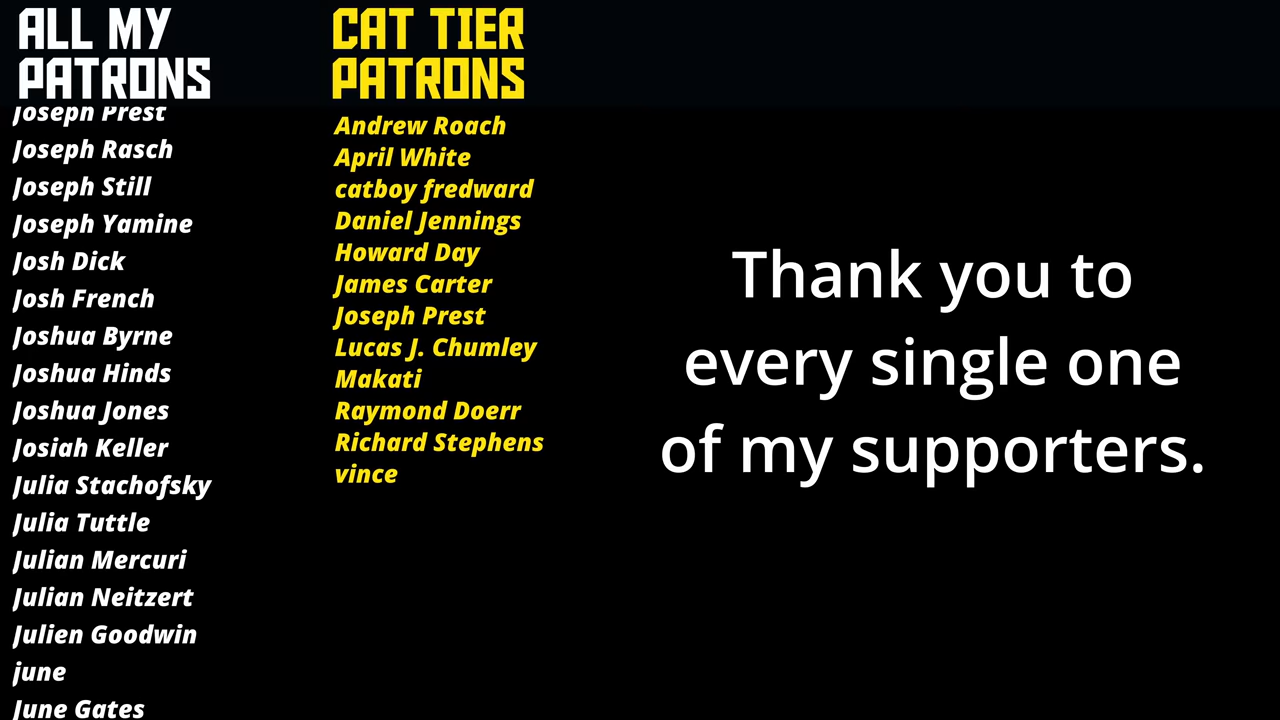 ALL MY
PATRONS
Joseph Prest
Joseph Rasch
Joseph Still
Joseph Yamine
Josh Dick
Josh French
Joshua Byrne
Joshua Hinds
Joshua Jones
Josiah Keller
Julia Stachofsky
Julia Tuttle
Julian Mercuri
Julian Neitzert
Julien Goodwin
june
June Gates
CAT TIER
PATRONS
Andrew Roach
April White
catboy fredward
Daniel Jennings
Howard Day
James Carter
Joseph Prest
Lucas J. Chumley
Makati
Raymond Doerr
Richard Stephens
vince
Thank you to
every single one
of my supporters.